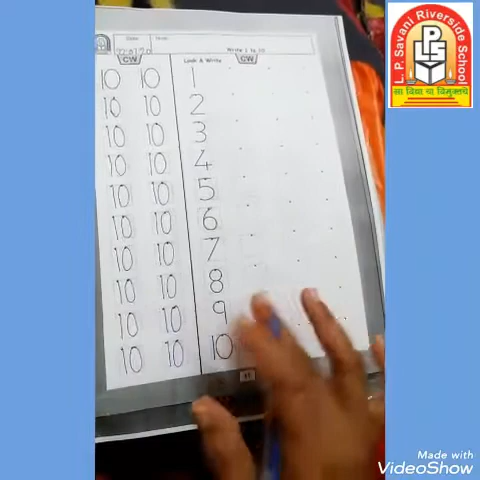 L. P. Savani Riverside School
LPS
सा विद्या या विमुक्तये
Date
Write 1 to 10
CW
Look & Write
CW
10 10 1
10 10 2
10 10 3
10 10 4
10 10 5
10 10 6
10 10 7
10 10 8
10 10 9
10 10 10
Made with
VideoShow